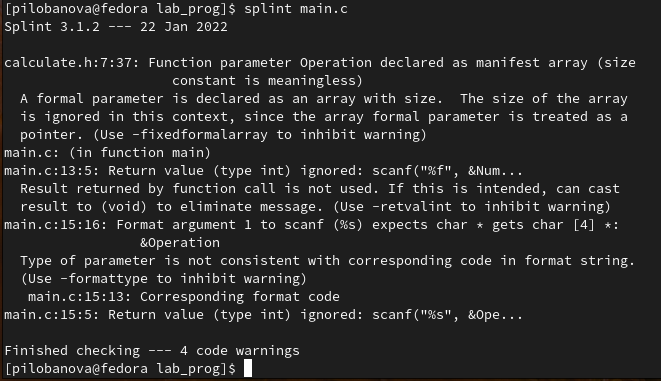 [pilobanova@fedora lab_prog]$ splint main.c
Splint 3.1.2 --- 22 Jan 2022
calculate.h:7:37: Function parameter Operation declared as manifest array (size
constant is meaningless)
A formal parameter is declared as an array with size.  The size of the array
is ignored in this context, since the array formal parameter is treated as a
pointer. (Use -fixedformalarray to inhibit warning)
main.c: (in function main)
main.c:13:5: Return value (type int) ignored: scanf("%f", &Num...
Result returned by function call is not used. If this is intended, can cast
result to (void) to eliminate message. (Use -retvalint to inhibit warning)
main.c:15:16: Format argument 1 to scanf (%s) expects char * gets char [4] *:
&Operation
Type of parameter is not consistent with corresponding code in format string.
(Use -formattype to inhibit warning)
main.c:15:13: Corresponding format code
main.c:15:5: Return value (type int) ignored: scanf("%s", &Ope...
Finished checking --- 4 code warnings
[pilobanova@fedora lab_prog]$